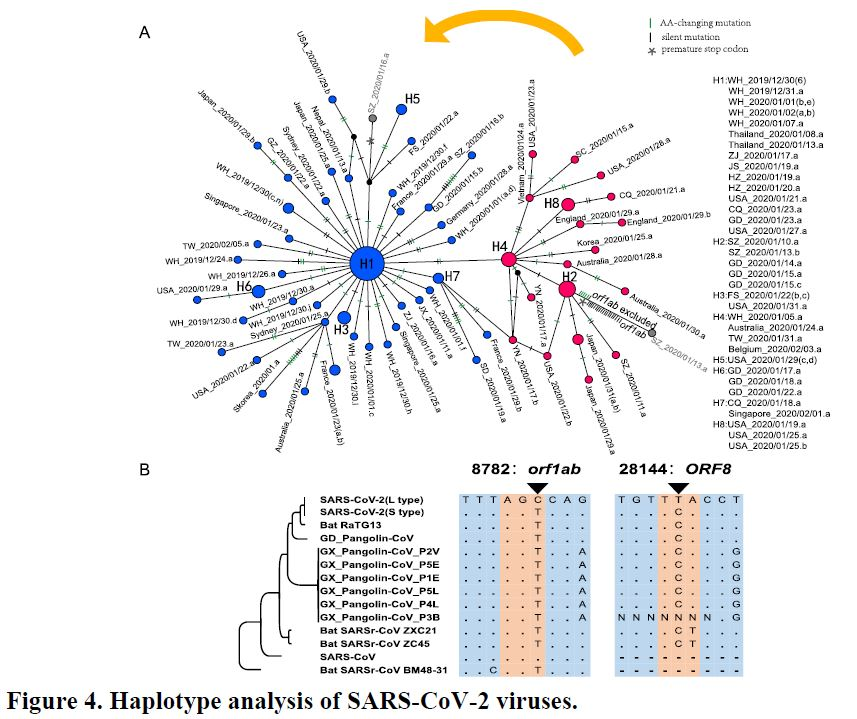 A
AA-changing mutation
silent mutation
premature stop codon
USA_2020/01/29.b
SZ_2020/01/16.a
H5
Japan_2020/01/29.b
GZ_2020/01/22.a
Sydney_2020/01/22.a
Japan_2020/01/25.a
Nepal_2020/01/13.a
FS_2020/01/22.a
WH_2019/12/30.l
France_2020/01/29.a
SZ_2020/01/16.b
GD_2020/01/15.b
Germany_2020/01/28.a
WH_2020/01/01(a,d)
WH_2019/12/30(c,n)
Singapore_2020/01/23.a
TW_2020/02/05.a
WH_2019/12/24.a
WH_2019/12/26.a
USA_2020/01/29.a
H6
H1
WH_2019/12/30.a
WH_2019/12/30.d
WH_2019/12/30.j
Sydney_2020/01/25.a
H3
TW_2020/01/23.a
USA_2020/01/22.a
Skorea_2020/01.a
Australia_2020/01/25.a
France_2020/01/23(a,b)
WH_2019/12/30.i
WH_2020/01/01.c
WH_2019/12/30.h
Singapore_2020/01/25.a
ZJ_2020/01/16.a
JX_2020/01/11.a
WH_2020/01/01.f
H7
SD_2020/01/19.a
France_2020/01/29.b
YN_2020/01/17.b
USA_2020/01/22.b
YN_2020/01/17.a
H4
Vietnam_2020/01/24.a
USA_2020/01/23.a
SC_2020/01/15.a
USA_2020/01/28.a
H8
CQ_2020/01/21.a
England_2020/01/29.a
England_2020/01/29.b
Korea_2020/01/25.a
Australia_2020/01/28.a
H2
orf1ab excluded
orf1ab
Australia_2020/01/30.a
SZ_2020/01/13.a
SZ_2020/01/11.a
Japan_2020/01/31(a,b)
Japan_2020/01/29.a
H1:WH_2019/12/30(6)
WH_2019/12/31.a
WH_2020/01/01(b,e)
WH_2020/01/02(a,b)
WH_2020/01/07.a
Thailand_2020/01/08.a
Thailand_2020/01/13.a
ZJ_2020/01/17.a
JS_2020/01/19.a
HZ_2020/01/19.a
HZ_2020/01/20.a
USA_2020/01/21.a
CQ_2020/01/23.a
GD_2020/01/23.a
USA_2020/01/27.a
H2:SZ_2020/01/10.a
SZ_2020/01/13.b
GD_2020/01/14.a
GD_2020/01/15.a
GD_2020/01/15.c
H3:FS_2020/01/22(b,c)
USA_2020/01/31.a
H4:WH_2020/01/05.a
Australia_2020/01/24.a
TW_2020/01/31.a
Belgium_2020/02/03.a
H5:USA_2020/01/29(c,d)
H6:GD_2020/01/17.a
GD_2020/01/18.a
GD_2020/01/22.a
H7:CQ_2020/01/18.a
Singapore_2020/02/01.a
H8:USA_2020/01/19.a
USA_2020/01/25.a
USA_2020/01/25.b
B
8782: orf1ab 28144: ORF8
SARS-CoV-2(L type) T T T A G C C A G T G T T T A C C T
SARS-CoV-2(S type) . . . . . T . . . . . . . C . . . .
Bat RaTG13 . . . . . T . . . . . . . C . . . .
GD_Pangolin-CoV . . . . . T . . . . . . . C . . . .
GX_Pangolin-CoV_P2V . . . . . T . . A . . . . C . . . G
GX_Pangolin-CoV_P5E . . . . . T . . A . . . . C . . . G
GX_Pangolin-CoV_P1E . . . . . T . . A . . . . C . . . G
GX_Pangolin-CoV_P5L . . . . . T . . A . . . . C . . . G
GX_Pangolin-CoV_P4L . . . . . T . . A . . . . C . . . G
GX_Pangolin-CoV_P3B . . . . . T . . A N N N N N N N . G
Bat SARSr-CoV ZXC21 . . . . . T . . . . . . . C T . . .
Bat SARSr-CoV ZC45 . . . . . T . . . . . . . C T . . .
SARS-CoV . . . . . T . . . - - - - - - - - -
Bat SARSr-CoV BM48-31 . . C . . T . . . - - - - - - - - -
Figure 4. Haplotype analysis of SARS-CoV-2 viruses.